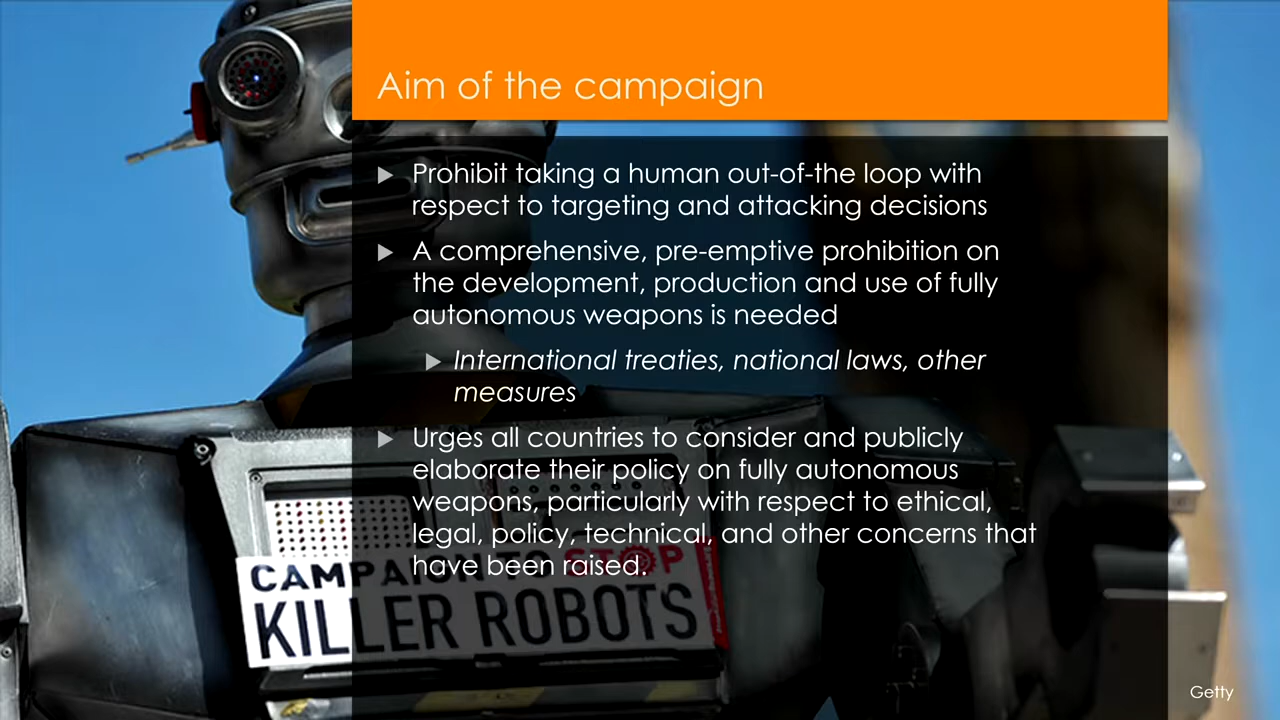 Aim of the campaign
Prohibit taking a human out-of-the loop with
respect to targeting and attacking decisions
A comprehensive, pre-emptive prohibition on
the development, production and use of fully
autonomous weapons is needed
International treaties, national laws, other
measures
Urges all countries to consider and publicly
elaborate their policy on fully autonomous
weapons, particularly with respect to ethical,
legal, policy, technical, and other concerns that
have been raised.
CAMPAIGN TO STOP
KILLER ROBOTS
Getty